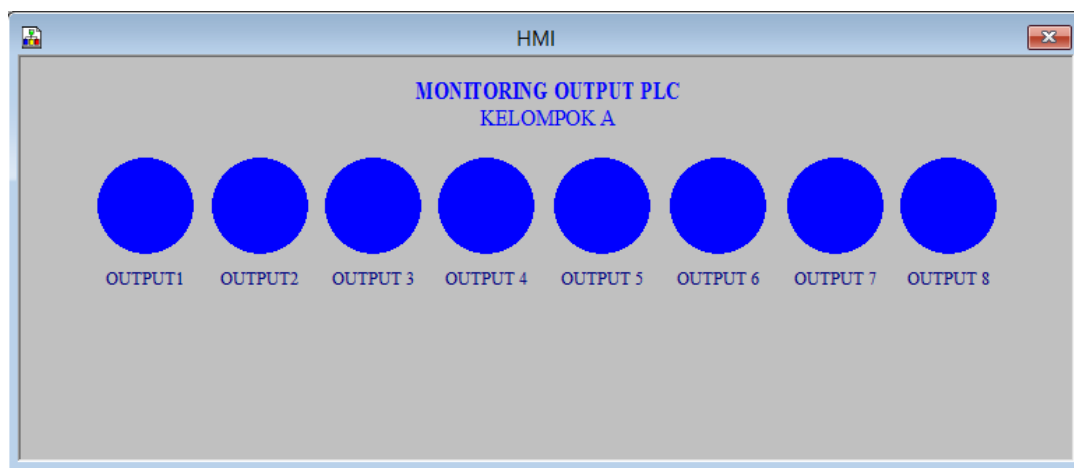 HMI
MONITORING OUTPUT PLC
KELOMPOK A
OUTPUT1 OUTPUT2 OUTPUT 3 OUTPUT 4 OUTPUT 5 OUTPUT 6 OUTPUT 7 OUTPUT 8